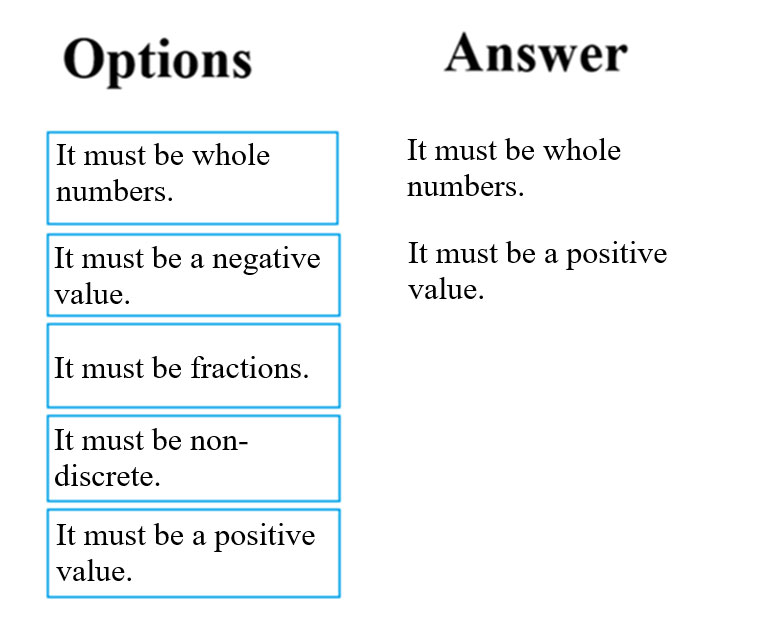 Options
It must be whole
numbers.
It must be a negative
value.
It must be fractions.
It must be non-
discrete.
It must be a positive
value.
Answer
It must be whole
numbers.
It must be a positive
value.